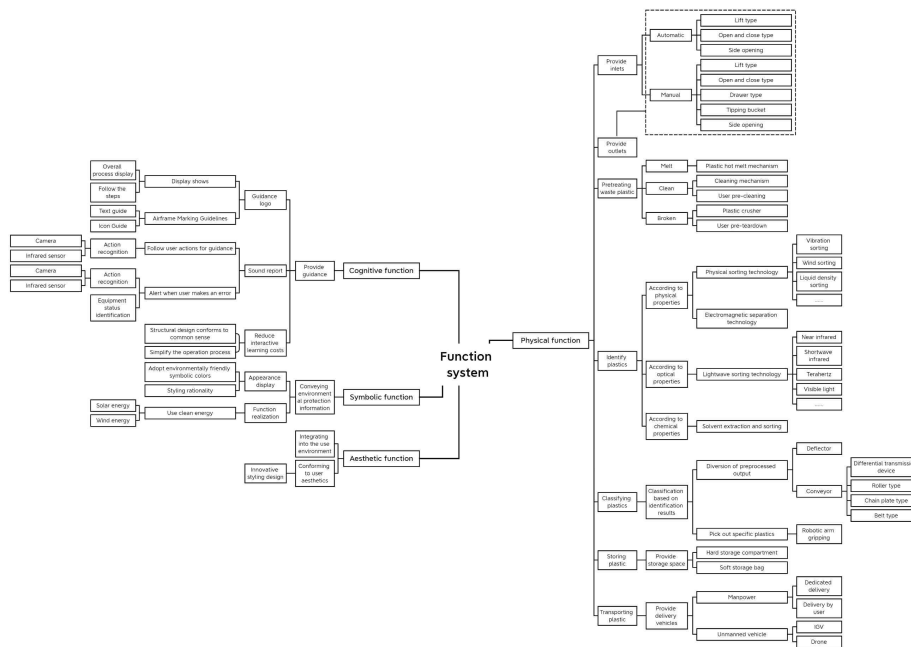 Function
system
Cognitive function
Provide
guidance
Guidance
logo
Display shows
Overall
process display
Follow the
steps
Airframe Marking Guidelines
Text guide
Icon Guide
Sound report
Follow user actions for guidance
Action
recognition
Camera
Infrared sensor
Alert when user makes an error
Action
recognition
Camera
Infrared sensor
Equipment
status
identification
Reduce
interactive
learning costs
Structural design conforms to
common sense
Simplify the operation process
Symbolic function
Conveying
environment
al protection
information
Appearance
display
Adopt environmentally friendly
symbolic colors
Styling rationality
Function
realization
Use clean energy
Solar energy
Wind energy
Aesthetic function
Integrating
into the use
environment
Conforming
to user
aesthetics
Innovative
styling design
Physical function
Provide
inlets
Automatic
Lift type
Open and close type
Side opening
Manual
Lift type
Open and close type
Drawer type
Tipping bucket
Side opening
Provide
outlets
Pretreating
waste plastic
Melt
Plastic hot melt mechanism
Clean
Cleaning mechanism
User pre-cleaning
Broken
Plastic crusher
User pre-teardown
Identify
plastics
According to
physical
properties
Physical sorting technology
Vibration
sorting
Wind sorting
Liquid density
sorting
......
Electromagnetic separation
technology
According to
optical
properties
Lightwave sorting technology
Near infrared
Shortwave
infrared
Terahertz
Visible light
......
According to
chemical
properties
Solvent extraction and sorting
Classifying
plastics
Classification
based on
identification
results
Diversion of preprocessed
output
Deflector
Conveyor
Differential transmissi
device
Roller type
Chain plate type
Belt type
Pick out specific plastics
Robotic arm
gripping
Storing
plastic
Provide
storage space
Hard storage compartment
Soft storage bag
Transporting
plastic
Provide
delivery
vehicles
Manpower
Dedicated
delivery
Delivery by
user
Unmanned vehicle
IGV
Drone